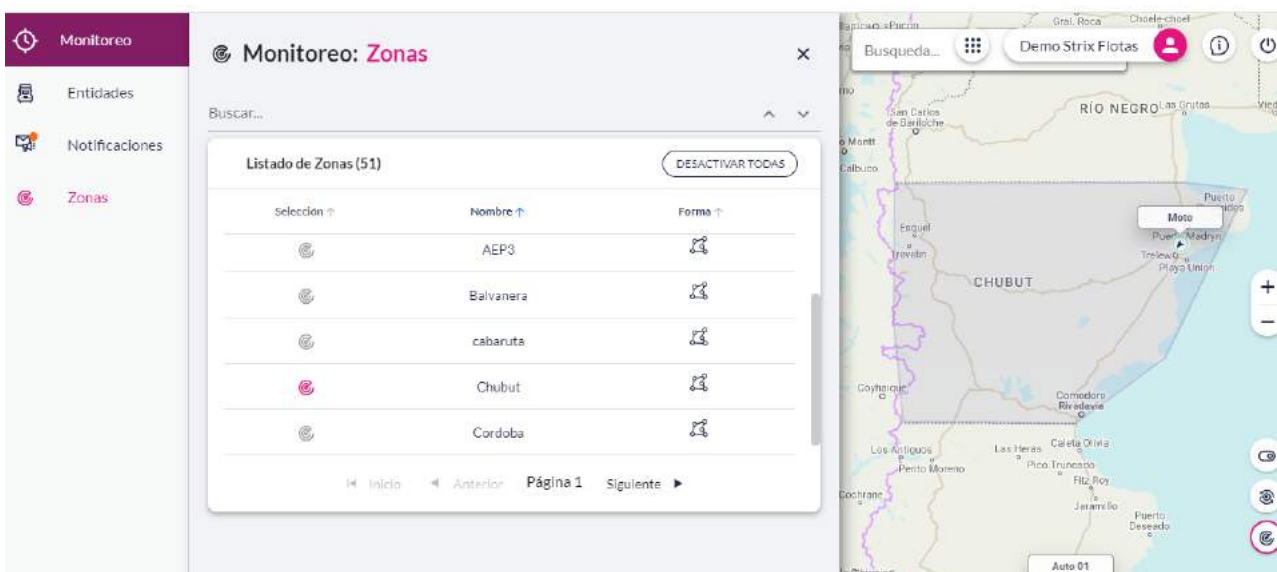 Monitoreo
Entidades
Notificaciones
Zonas
Monitoreo: Zonas
Buscar...
Listado de Zonas (51)
DESACTIVAR TODAS
Selección
Nombre
Forma
AEP3
Balvanera
cabaruta
Chubut
Cordoba
Inicio
Anterior
Página 1
Siguiente
Gral. Roca
Choele-choel
Busqueda...
Demo Strix Flotas
RÍO NEGRO
Las Grutas
San Carlos
de Bariloche
Calbuco
Puerto
Moto
Esquel
Trevelin
Trelew
Playa Union
CHUBUT
Coyhaique
Comodoro
Rivadavia
Los Antiguos
Las Heras
Caleta Olivia
Perito Moreno
Pico Truncado
Fitz Roy
Cochrane
Jaramillo
Puerto
Deseado
Auto 01